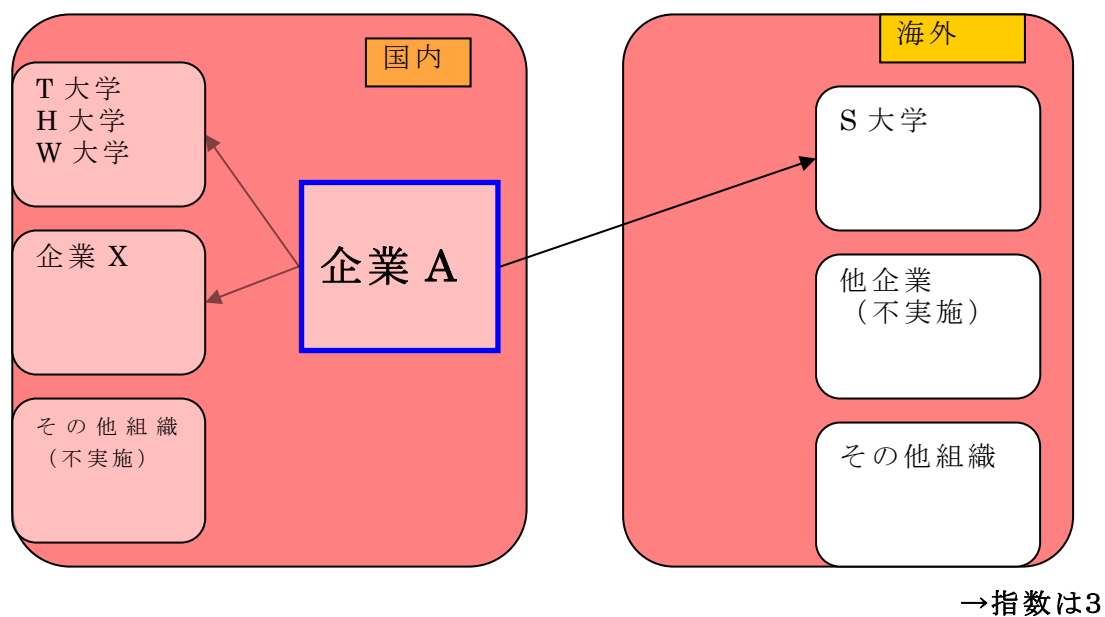 国内
T 大学
H 大学
W 大学
企業 X
その他組織
（不実施）
企業 A
海外
S 大学
他企業
（不実施）
その他組織
→指数は3